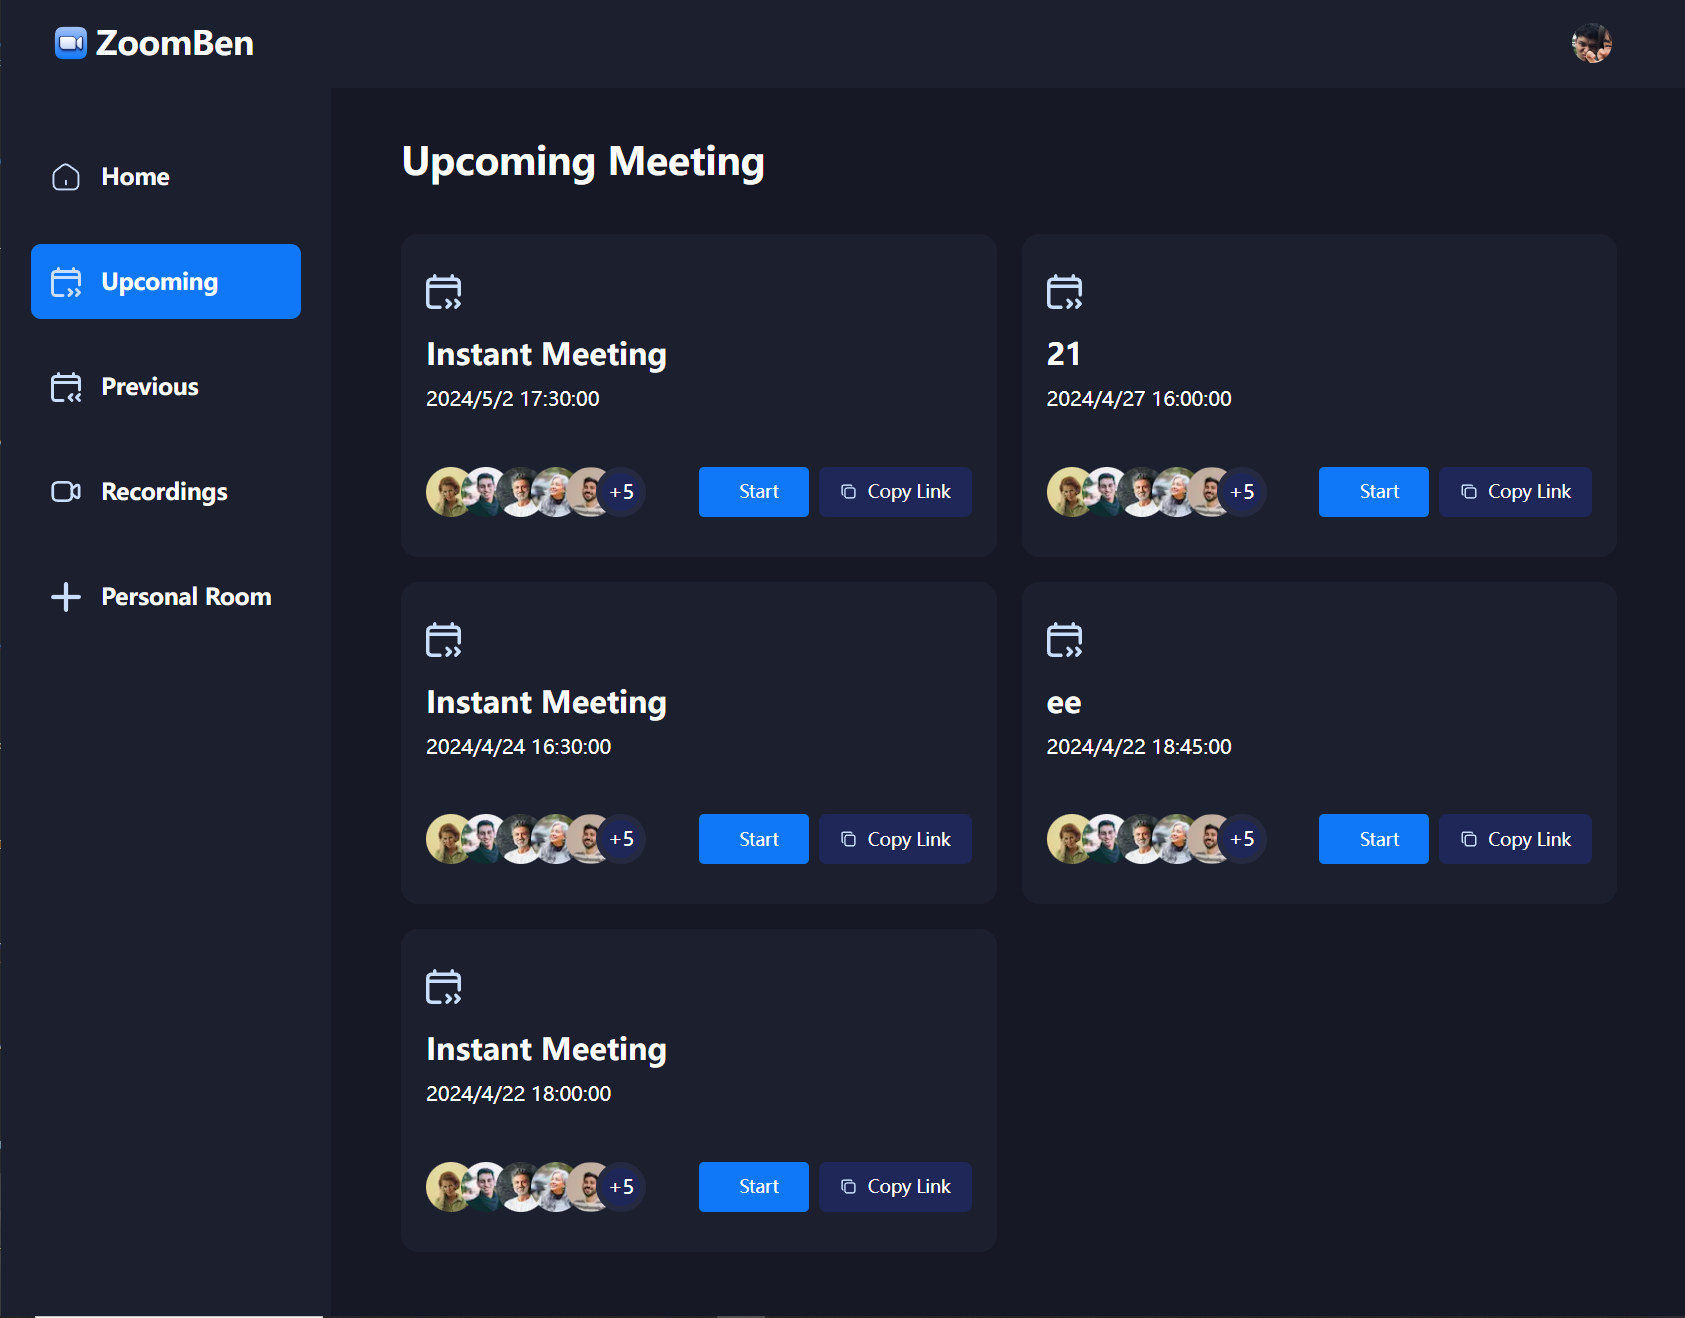 ZoomBen
Home
Upcoming
Previous
Recordings
Personal Room
Upcoming Meeting
Instant Meeting
2024/5/2 17:30:00
+5
Start
Copy Link
21
2024/4/27 16:00:00
+5
Start
Copy Link
Instant Meeting
2024/4/24 16:30:00
+5
Start
Copy Link
ee
2024/4/22 18:45:00
+5
Start
Copy Link
Instant Meeting
2024/4/22 18:00:00
+5
Start
Copy Link